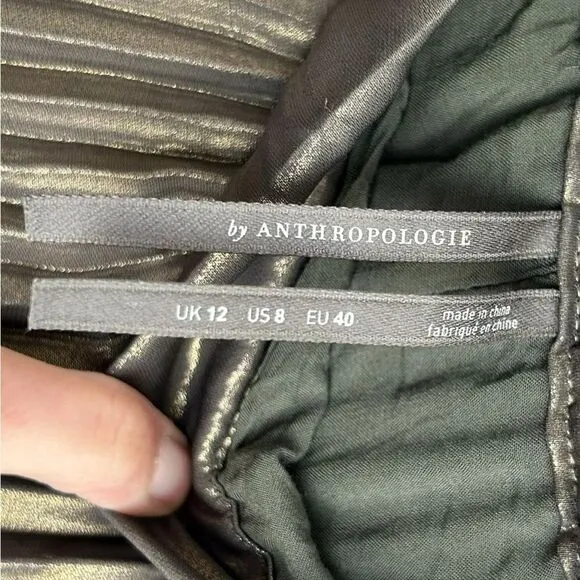 by ANTHROPOLOGIE
UK 12 US 8 EU 40
made in china
fabriqué en chine